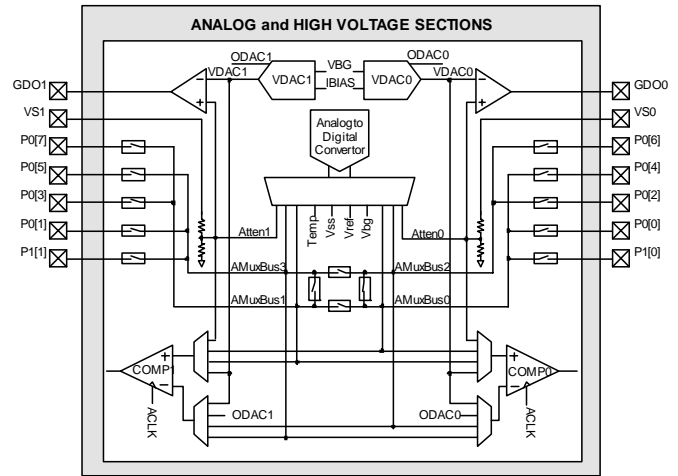 ANALOG and HIGH VOLTAGE SECTIONS
ODAC1
ODAC0
VDAC1
VBG
VDAC0
IBIAS
VDAC1
VDAC0
GDO1
GDO0
VS1
VS0
Analog to
Digital
Convertor
P0[7]
P0[6]
P0[5]
P0[4]
P0[3]
P0[2]
P0[1]
P0[0]
P1[1]
P1[0]
Temp
Vss
Vref
Vbg
Atten1
Atten0
AMuxBus3
AMuxBus2
AMuxBus1
AMuxBus0
+
COMP1
–
+
COMP0
–
ACLK
ODAC1
ODAC0
ACLK